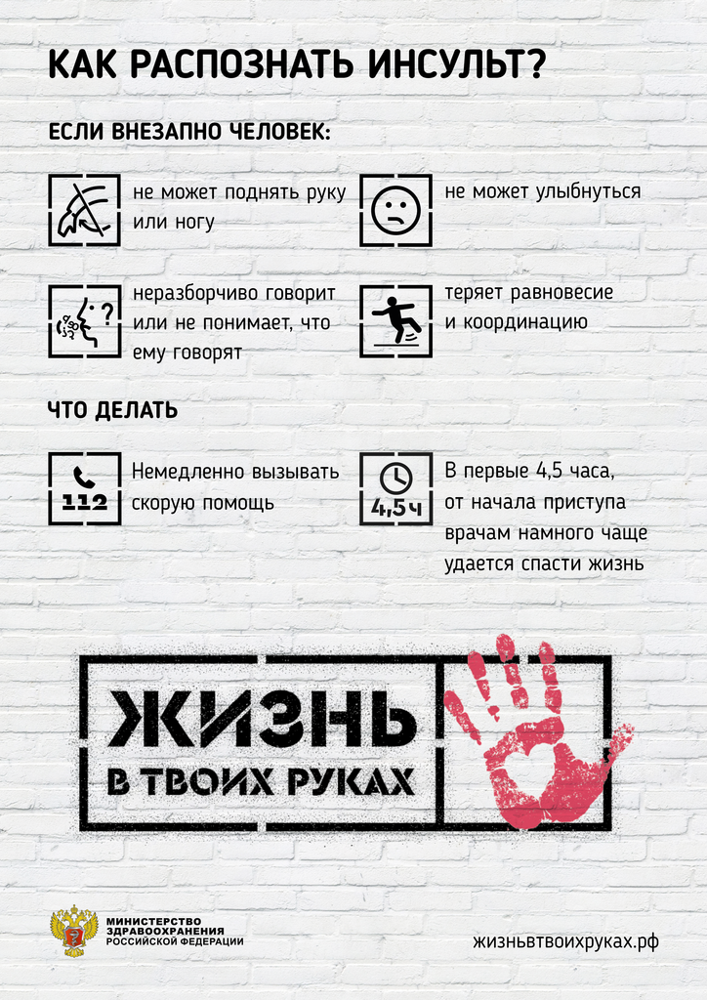 КАК РАСПОЗНАТЬ ИНСУЛЬТ?
ЕСЛИ ВНЕЗАПНО ЧЕЛОВЕК:
не может поднять руку
или ногу
не может улыбнуться
неразборчиво говорит
или не понимает, что
ему говорят
?
теряет равновесие
и координацию
ЧТО ДЕЛАТЬ
112
Немедленно вызывать
скорую помощь
4,5ч
В первые 4,5 часа,
от начала приступа
врачам намного чаще
удается спасти жизнь
ЖИЗНЬ
В ТВОИХ РУКАХ
МИНИСТЕРСТВО
ЗДРАВООХРАНЕНИЯ
РОССИЙСКОЙ ФЕДЕРАЦИИ
жизньвтвоихруках.рф